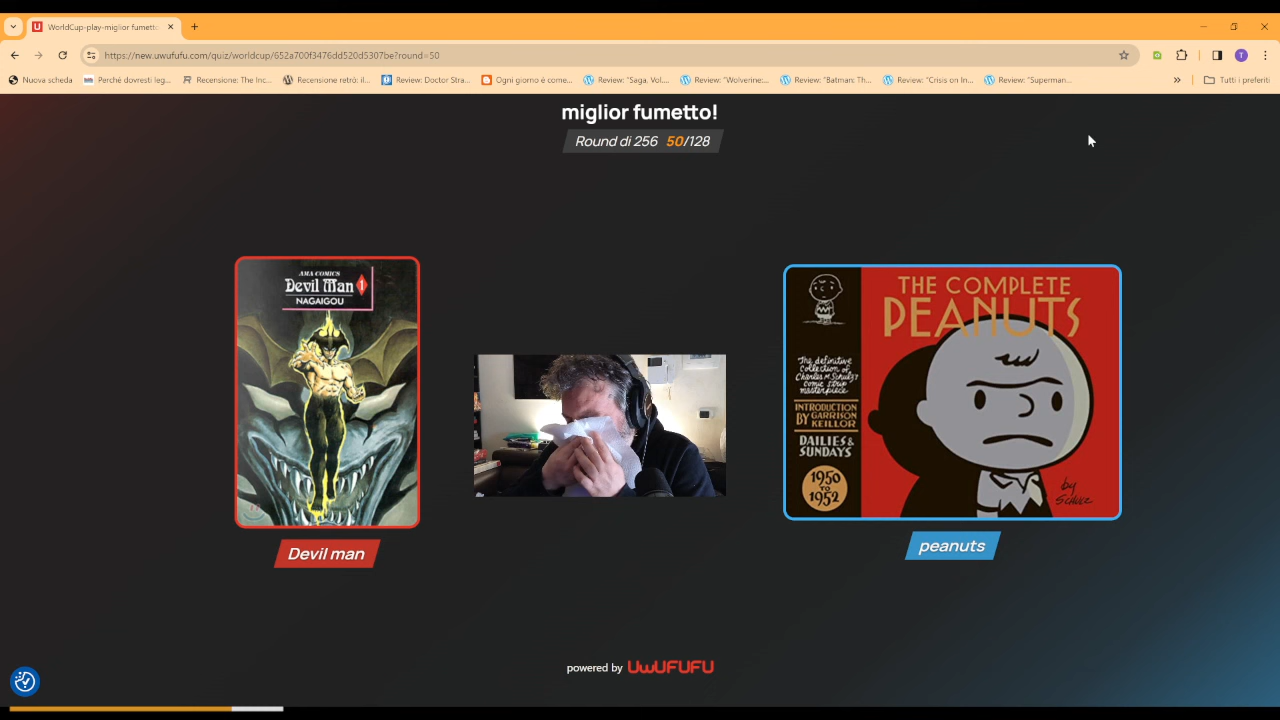 WorldCup-play-miglior fumetto
https://new.uwufufu.com/quiz/worldcup/652a700f3476dd520d5307be?round=50
Nuova scheda
Perché dovresti leg...
Recensione: The Inc...
Recensione retrò: il...
Review: Doctor Stra...
Ogni giorno è come...
Review: "Saga, Vol....
Review: "Wolverine:...
Review: "Batman: Th...
Review: "Crisis on In...
Review: "Superman...
»
Tutti i preferiti
miglior fumetto!
Round di 256 50/128
AMA COMICS
Devil Man 1
NAGAIGOU
Devil man
THE COMPLETE
PEANUTS
The definitive
collection of
Charles M. Schulz'
comic strip
masterpiece
INTRODUCTION
BY GARRISON
KEILLOR
DAILIES &
SUNDAYS
1950
TO
1952
by
SCHULZ
peanuts
powered by UWUFUFU